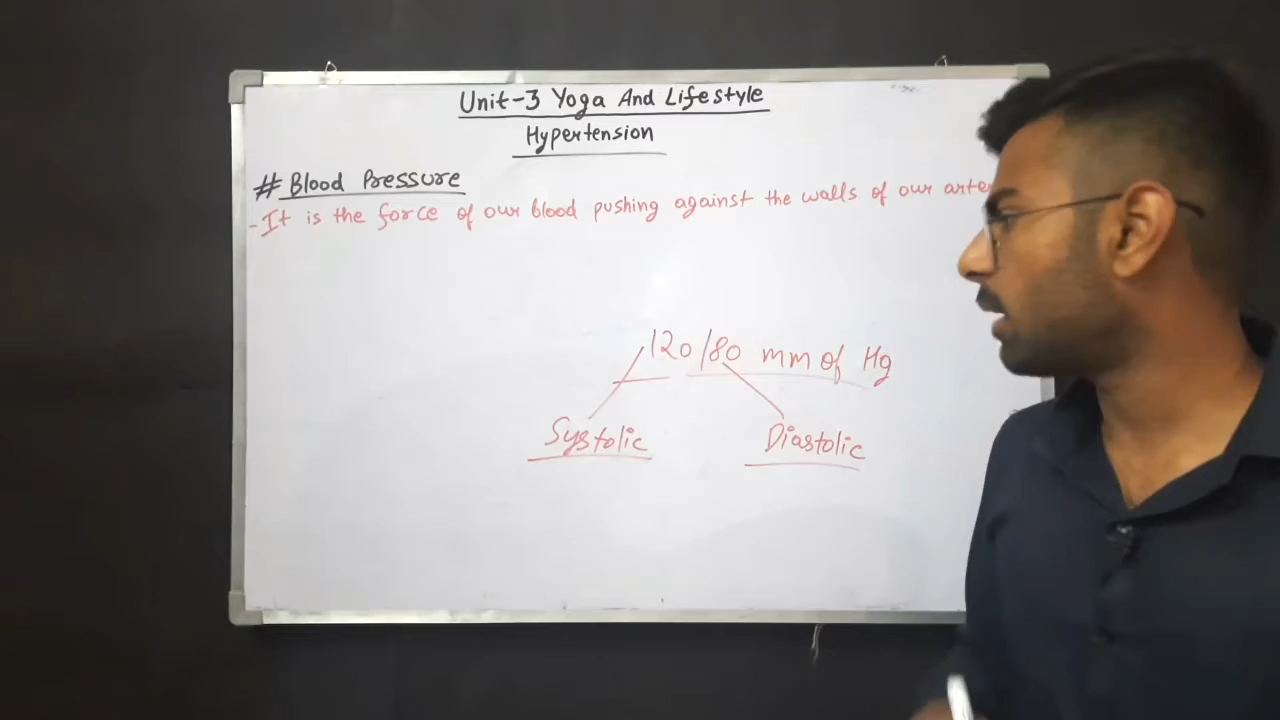 Unit-3 Yoga And Lifestyle
Hypertension
# Blood Pressure
- It is the force of our blood pushing against the walls of our
120/80 mm of Hg
Systolic Diastolic